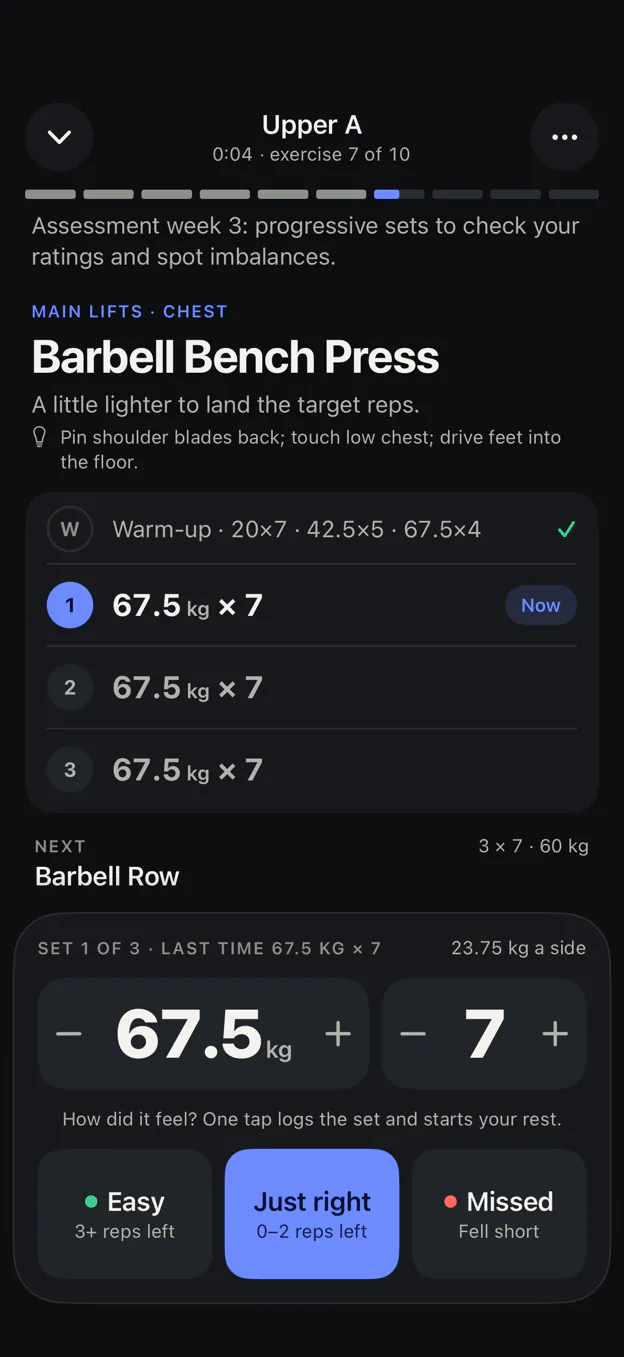 Upper A
0:04 · exercise 7 of 10
Assessment week 3: progressive sets to check your
ratings and spot imbalances.
MAIN LIFTS · CHEST
Barbell Bench Press
A little lighter to land the target reps.
Pin shoulder blades back; touch low chest; drive feet into
the floor.
W Warm-up · 20×7 · 42.5×5 · 67.5×4
1 67.5 kg × 7 Now
2 67.5 kg × 7
3 67.5 kg × 7
NEXT 3 × 7 · 60 kg
Barbell Row
SET 1 OF 3 · LAST TIME 67.5 KG × 7 23.75 kg a side
− 67.5 kg + − 7 +
How did it feel? One tap logs the set and starts your rest.
Easy Just right Missed
3+ reps left 0–2 reps left Fell short